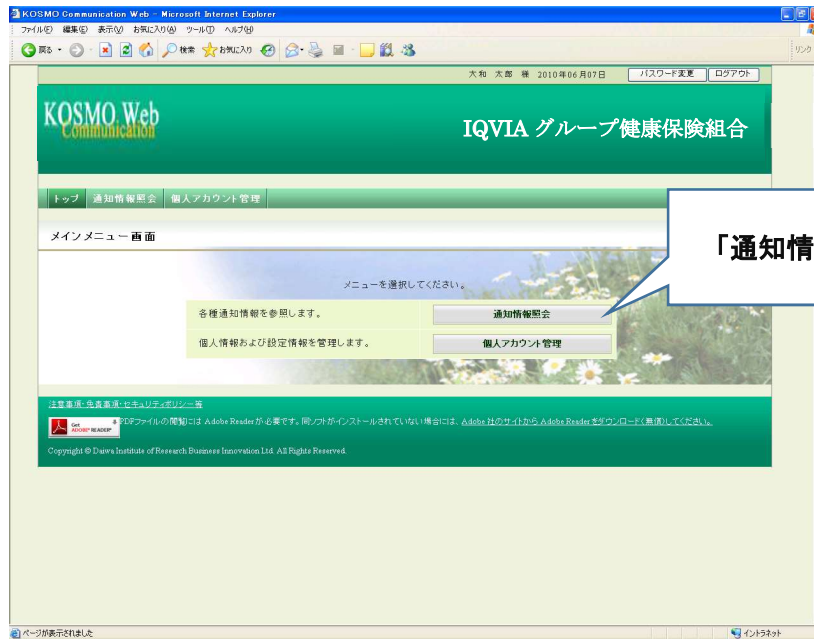 KOSMO Communication Web - Microsoft Internet Explorer
ファイル(F) 編集(E) 表示(V) お気に入り(A) ツール(T) ヘルプ(H)
戻る 検索 お気に入り リンク
大和 太郎 様 2010年06月07日 パスワード変更 ログアウト
KOSMO Web
Communication
IQVIA グループ健康保険組合
トップ 通知情報照会 個人アカウント管理
メインメニュー画面
「通知情
メニューを選択してください。
各種通知情報を参照します。 通知情報照会
個人情報および設定情報を管理します。 個人アカウント管理
注意事項・免責事項・セキュリティポリシー等
Get ADOBE® READER® PDFファイルの閲覧には Adobe Reader が必要です。同ソフトがインストールされていない場合には、Adobe 社のサイトから Adobe Reader をダウンロード(無償)してください。
Copyright © Daiwa Institute of Research Business Innovation Ltd. All Rights Reserved.
ページが表示されました イントラネット